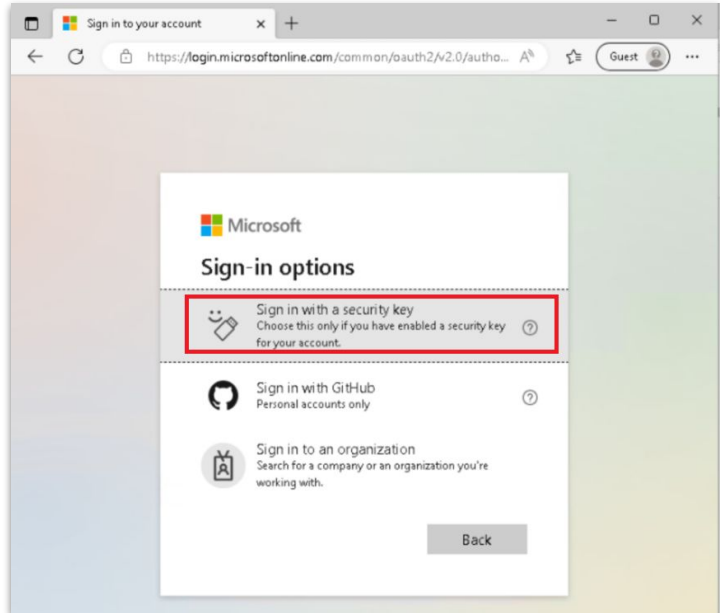 Sign in to your account
https://login.microsoftonline.com/common/oauth2/v2.0/autho...
Guest
Microsoft
Sign-in options
Sign in with a security key
Choose this only if you have enabled a security key
for your account.
Sign in with GitHub
Personal accounts only
Sign in to an organization
Search for a company or an organization you're
working with.
Back